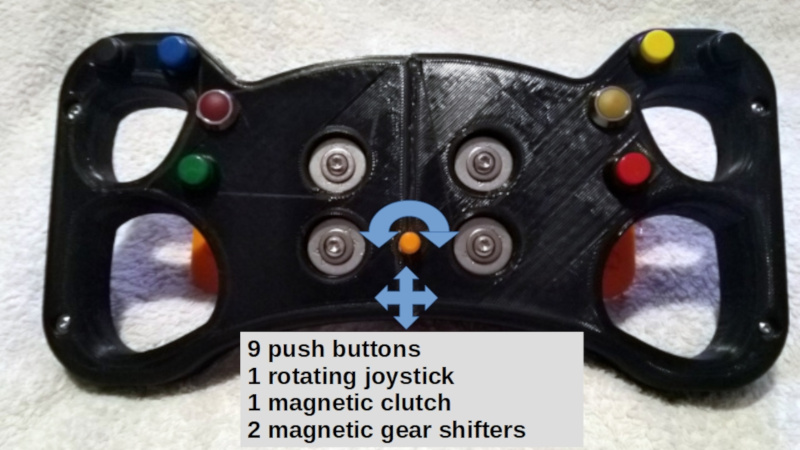 9 push buttons
1 rotating joystick
1 magnetic clutch
2 magnetic gear shifters